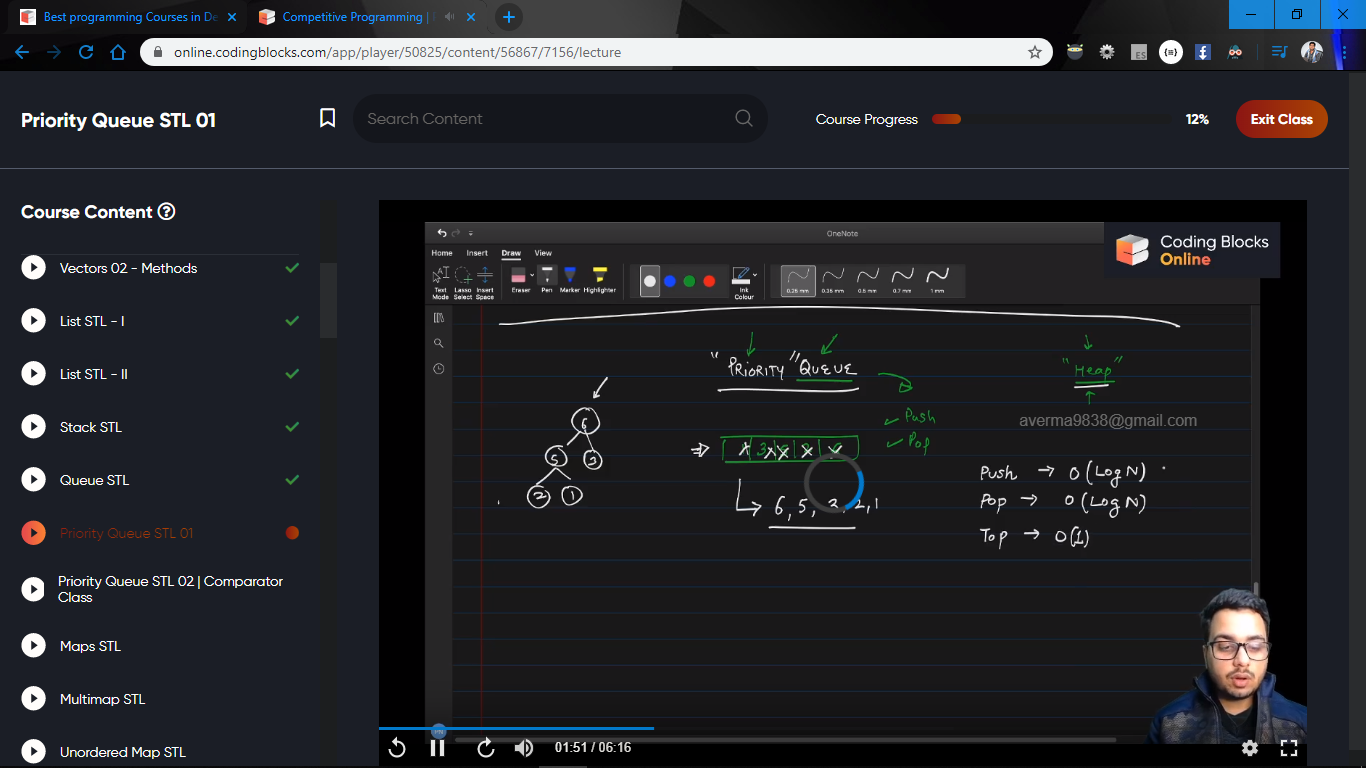 Best programming Courses in De
Competitive Programming |
online.codingblocks.com/app/player/50825/content/56867/7156/lecture
ES
Priority Queue STL 01
Search Content
Course Progress
12%
Exit Class
Course Content
Vectors 02 - Methods
List STL - I
List STL - II
Stack STL
Queue STL
Priority Queue STL 01
Priority Queue STL 02 | Comparator
Class
Maps STL
Multimap STL
Unordered Map STL
OneNote
Home Insert Draw View
Text Mode
Lasso Select
Insert Space
Eraser
Pen
Marker
Highlighter
Ink Colour
0.25 mm
0.35 mm
0.5 mm
0.7 mm
1 mm
Coding Blocks
Online
"PRIORITY" QUEUE
"Heap"
averma9838@gmail.com
Push
Pop
6
5 3
2 1
6, 5, 3, 2, 1
Push → O(Log N)
Pop → O(Log N)
Top → O(1)
01:51 / 06:16